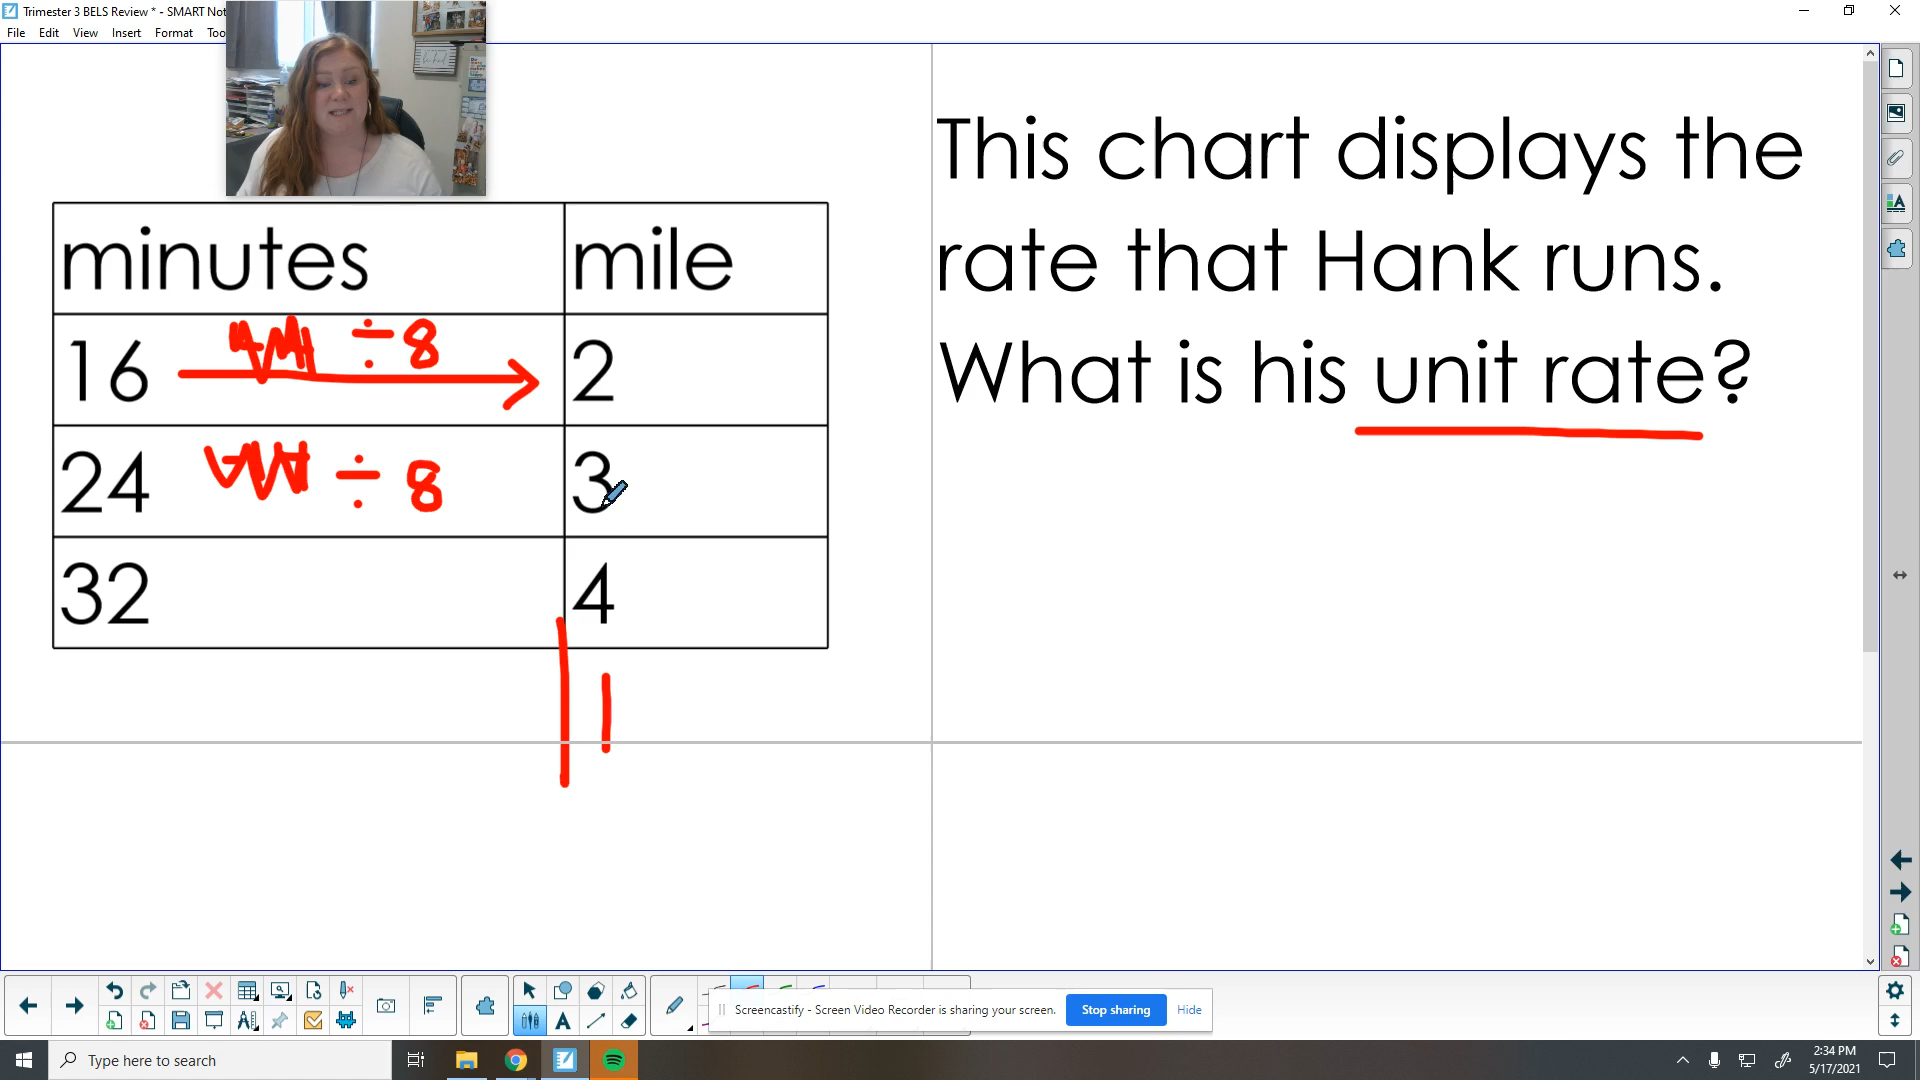 Trimester 3 BELS Review * - SMART Not
File Edit View Insert Format Too
minutes mile
16 ÷ 8 2
24 ÷ 8 3
32 4
1
This chart displays the
rate that Hank runs.
What is his unit rate?
Screencastify - Screen Video Recorder is sharing your screen. Stop sharing Hide
Type here to search
2:34 PM
5/17/2021